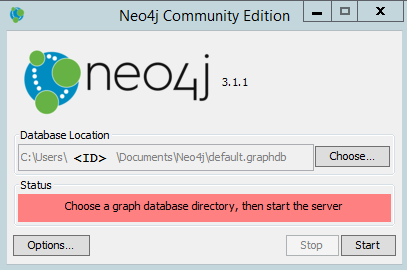 Neo4j Community Edition
neo4j 3.1.1
Database Location
C:\Users\ <ID> \Documents\Neo4j\default.graphdb Choose...
Status
Choose a graph database directory, then start the server
Options... Stop Start